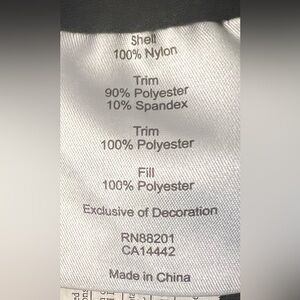 Shell
100% Nylon
Trim
90% Polyester
10% Spandex
Trim
100% Polyester
Fill
100% Polyester
Exclusive of Decoration
RN88201
CA14442
Made in China